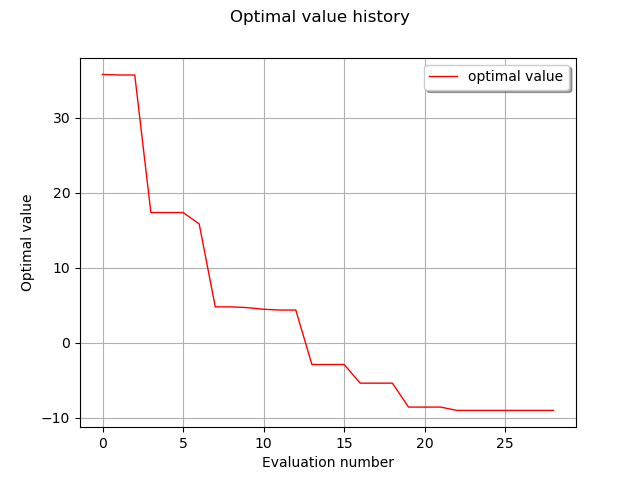 Optimal value history
optimal value
30
20
10
0
−10
Optimal value
0 5 10 15 20 25
Evaluation number